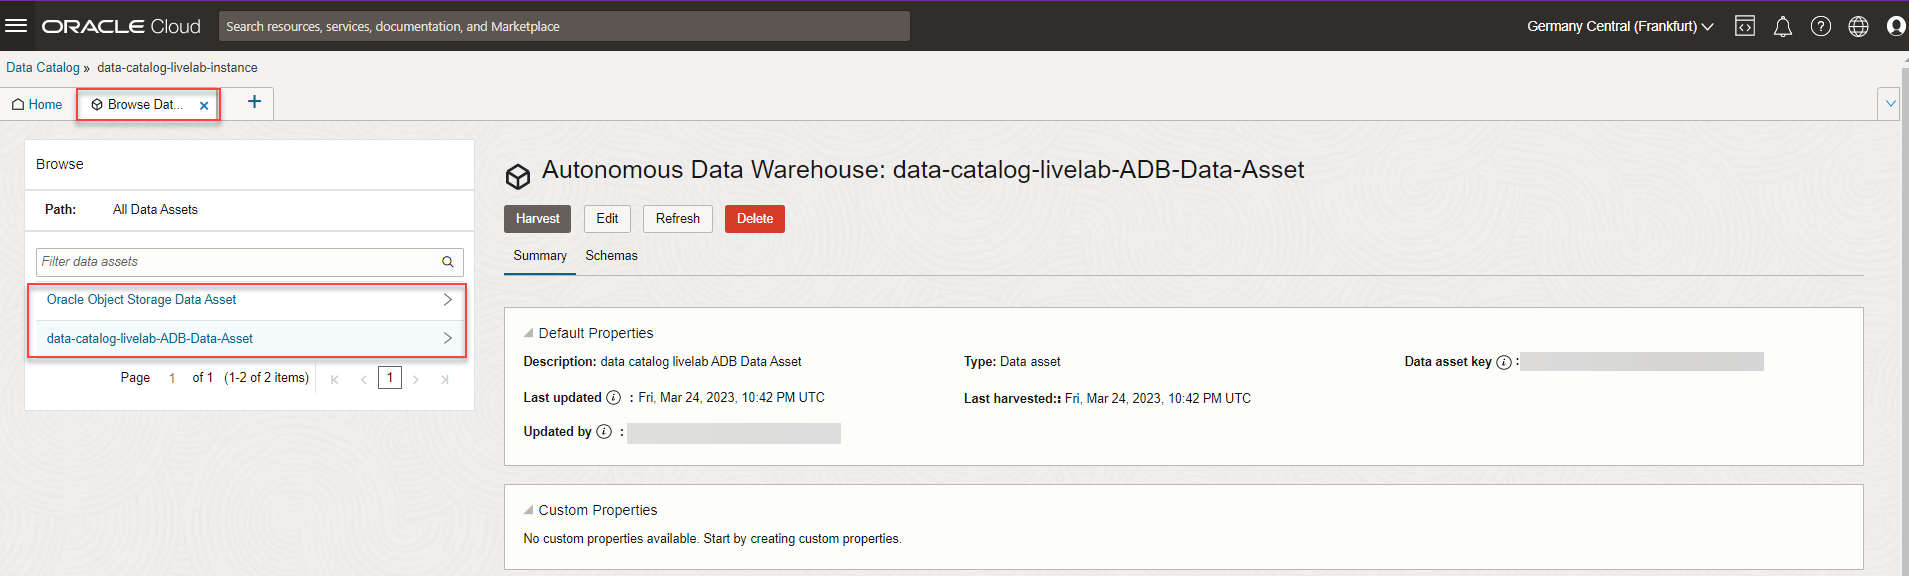 ORACLE Cloud
Search resources, services, documentation, and Marketplace
Germany Central (Frankfurt)
Data Catalog » data-catalog-livelab-instance
Home
Browse Dat...
Browse
Path: All Data Assets
Filter data assets
Oracle Object Storage Data Asset
data-catalog-livelab-ADB-Data-Asset
Page 1 of 1 (1-2 of 2 items) 1
Autonomous Data Warehouse: data-catalog-livelab-ADB-Data-Asset
Harvest Edit Refresh Delete
Summary Schemas
Default Properties
Description: data catalog livelab ADB Data Asset
Type: Data asset
Data asset key :
Last updated : Fri, Mar 24, 2023, 10:42 PM UTC
Last harvested:: Fri, Mar 24, 2023, 10:42 PM UTC
Updated by :
Custom Properties
No custom properties available. Start by creating custom properties.